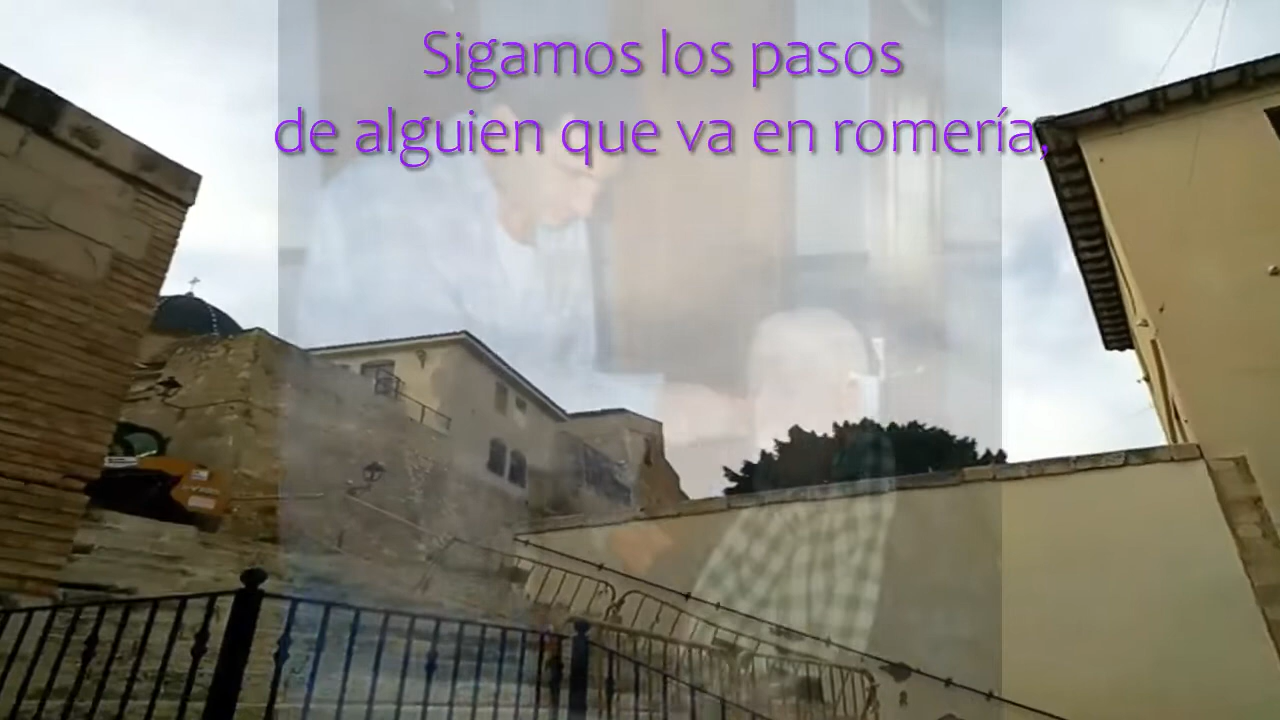 Sigamos los pasos
de alguien que va en romería,